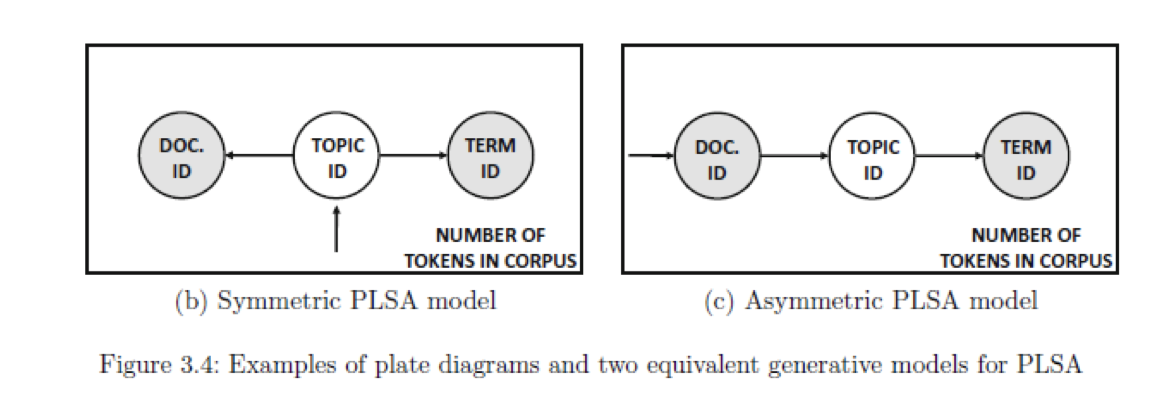 DOC.
ID
TOPIC
ID
TERM
ID
NUMBER OF
TOKENS IN CORPUS
(b) Symmetric PLSA model
DOC.
ID
TOPIC
ID
TERM
ID
NUMBER OF
TOKENS IN CORPUS
(c) Asymmetric PLSA model
Figure 3.4: Examples of plate diagrams and two equivalent generative models for PLSA